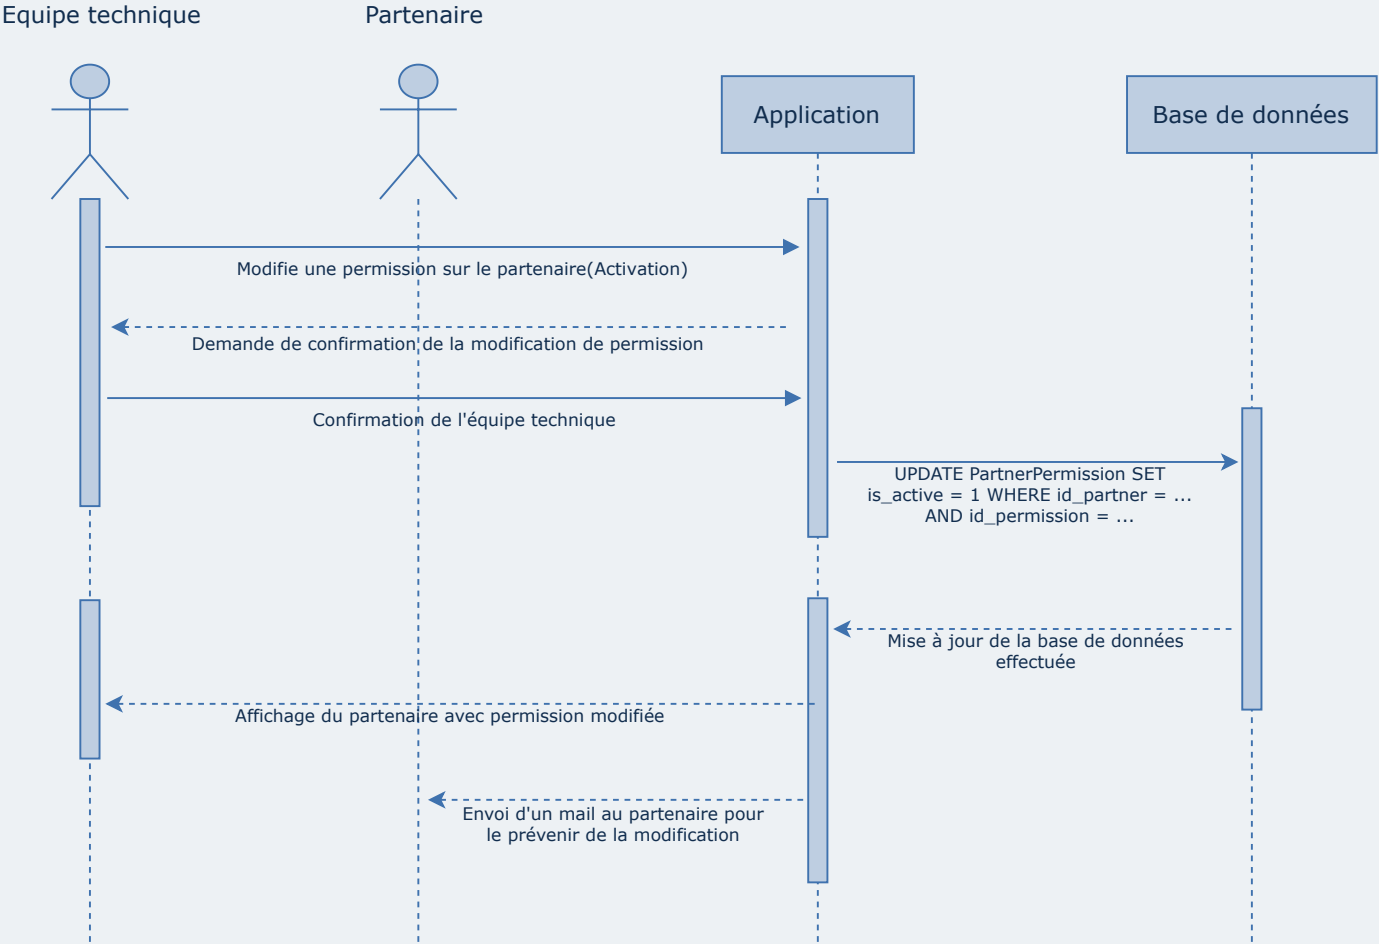 Equipe technique
Partenaire
Application
Base de données
Modifie une permission sur le partenaire(Activation)
Demande de confirmation de la modification de permission
Confirmation de l'équipe technique
UPDATE PartnerPermission SET
is_active = 1 WHERE id_partner = ...
AND id_permission = ...
Mise à jour de la base de données
effectuée
Affichage du partenaire avec permission modifiée
Envoi d'un mail au partenaire pour
le prévenir de la modification